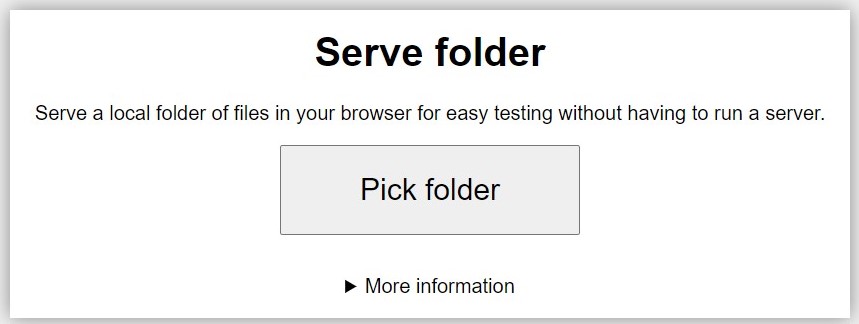 Serve folder
Serve a local folder of files in your browser for easy testing without having to run a server.
Pick folder
More information